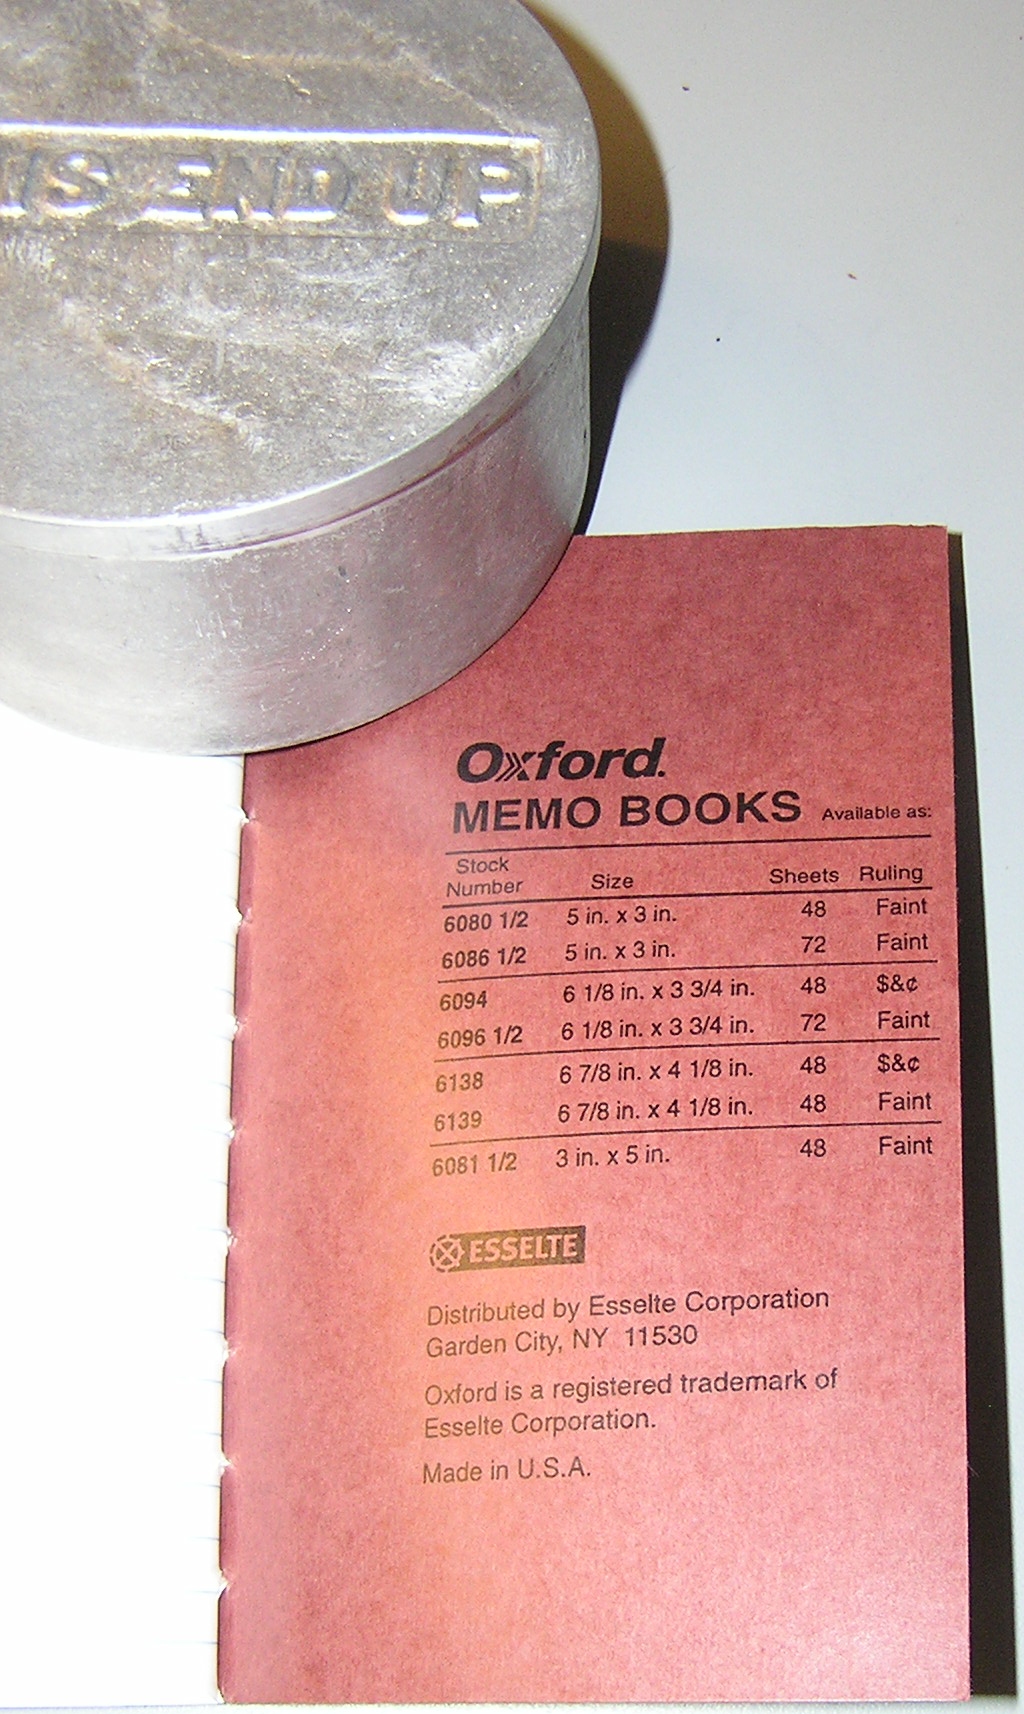 IS END UP
Oxford.
MEMO BOOKS Available as:
Stock Number Size Sheets Ruling
6080 1/2 5 in. x 3 in. 48 Faint
6086 1/2 5 in. x 3 in. 72 Faint
6094 6 1/8 in. x 3 3/4 in. 48 $&¢
6096 1/2 6 1/8 in. x 3 3/4 in. 72 Faint
6138 6 7/8 in. x 4 1/8 in. 48 $&¢
6139 6 7/8 in. x 4 1/8 in. 48 Faint
6081 1/2 3 in. x 5 in. 48 Faint
ESSELTE
Distributed by Esselte Corporation
Garden City, NY 11530
Oxford is a registered trademark of
Esselte Corporation.
Made in U.S.A.